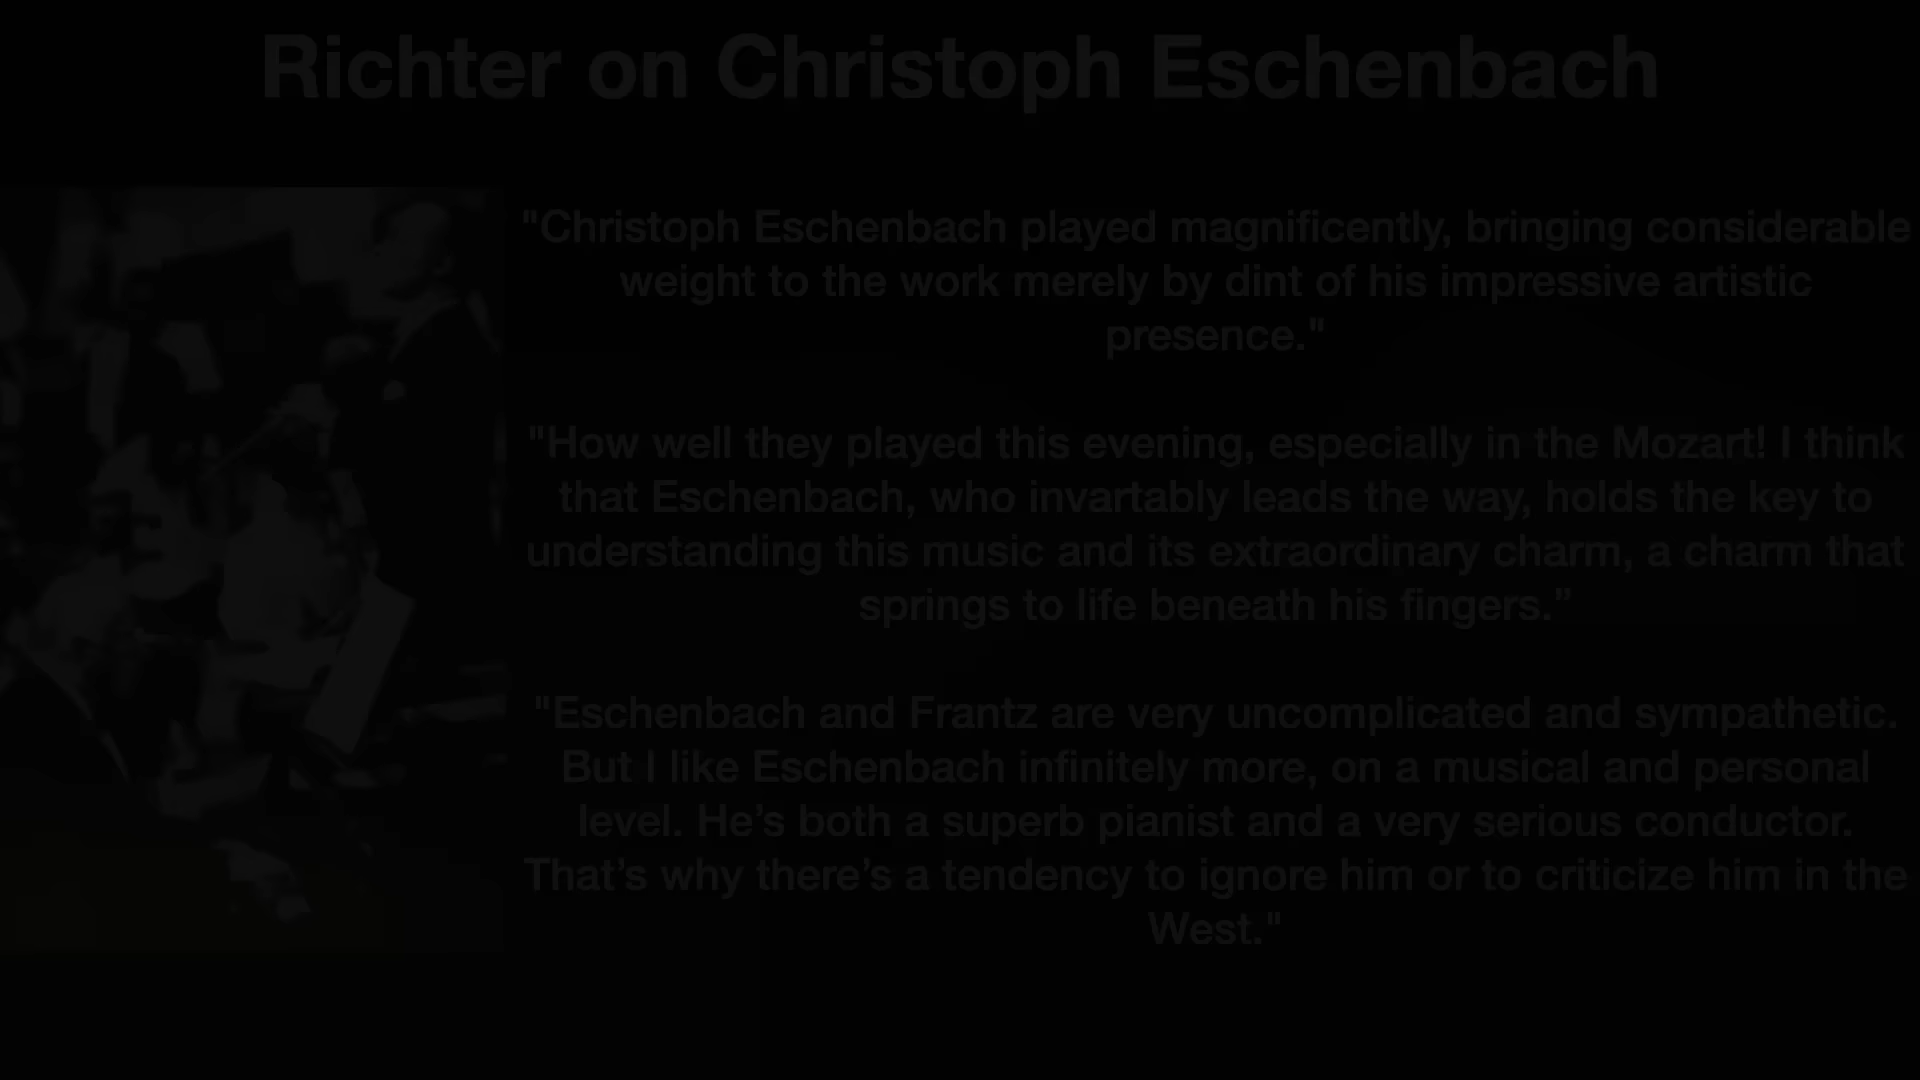 Richter on Christoph Eschenbach
"Christoph Eschenbach played magnificently, bringing considerable
weight to the work merely by dint of his impressive artistic
presence."
"How well they played this evening, especially in the Mozart! I think
that Eschenbach, who invartably leads the way, holds the key to
understanding this music and its extraordinary charm, a charm that
springs to life beneath his fingers.”
"Eschenbach and Frantz are very uncomplicated and sympathetic.
But I like Eschenbach infinitely more, on a musical and personal
level. He’s both a superb pianist and a very serious conductor.
That’s why there’s a tendency to ignore him or to criticize him in the
West."